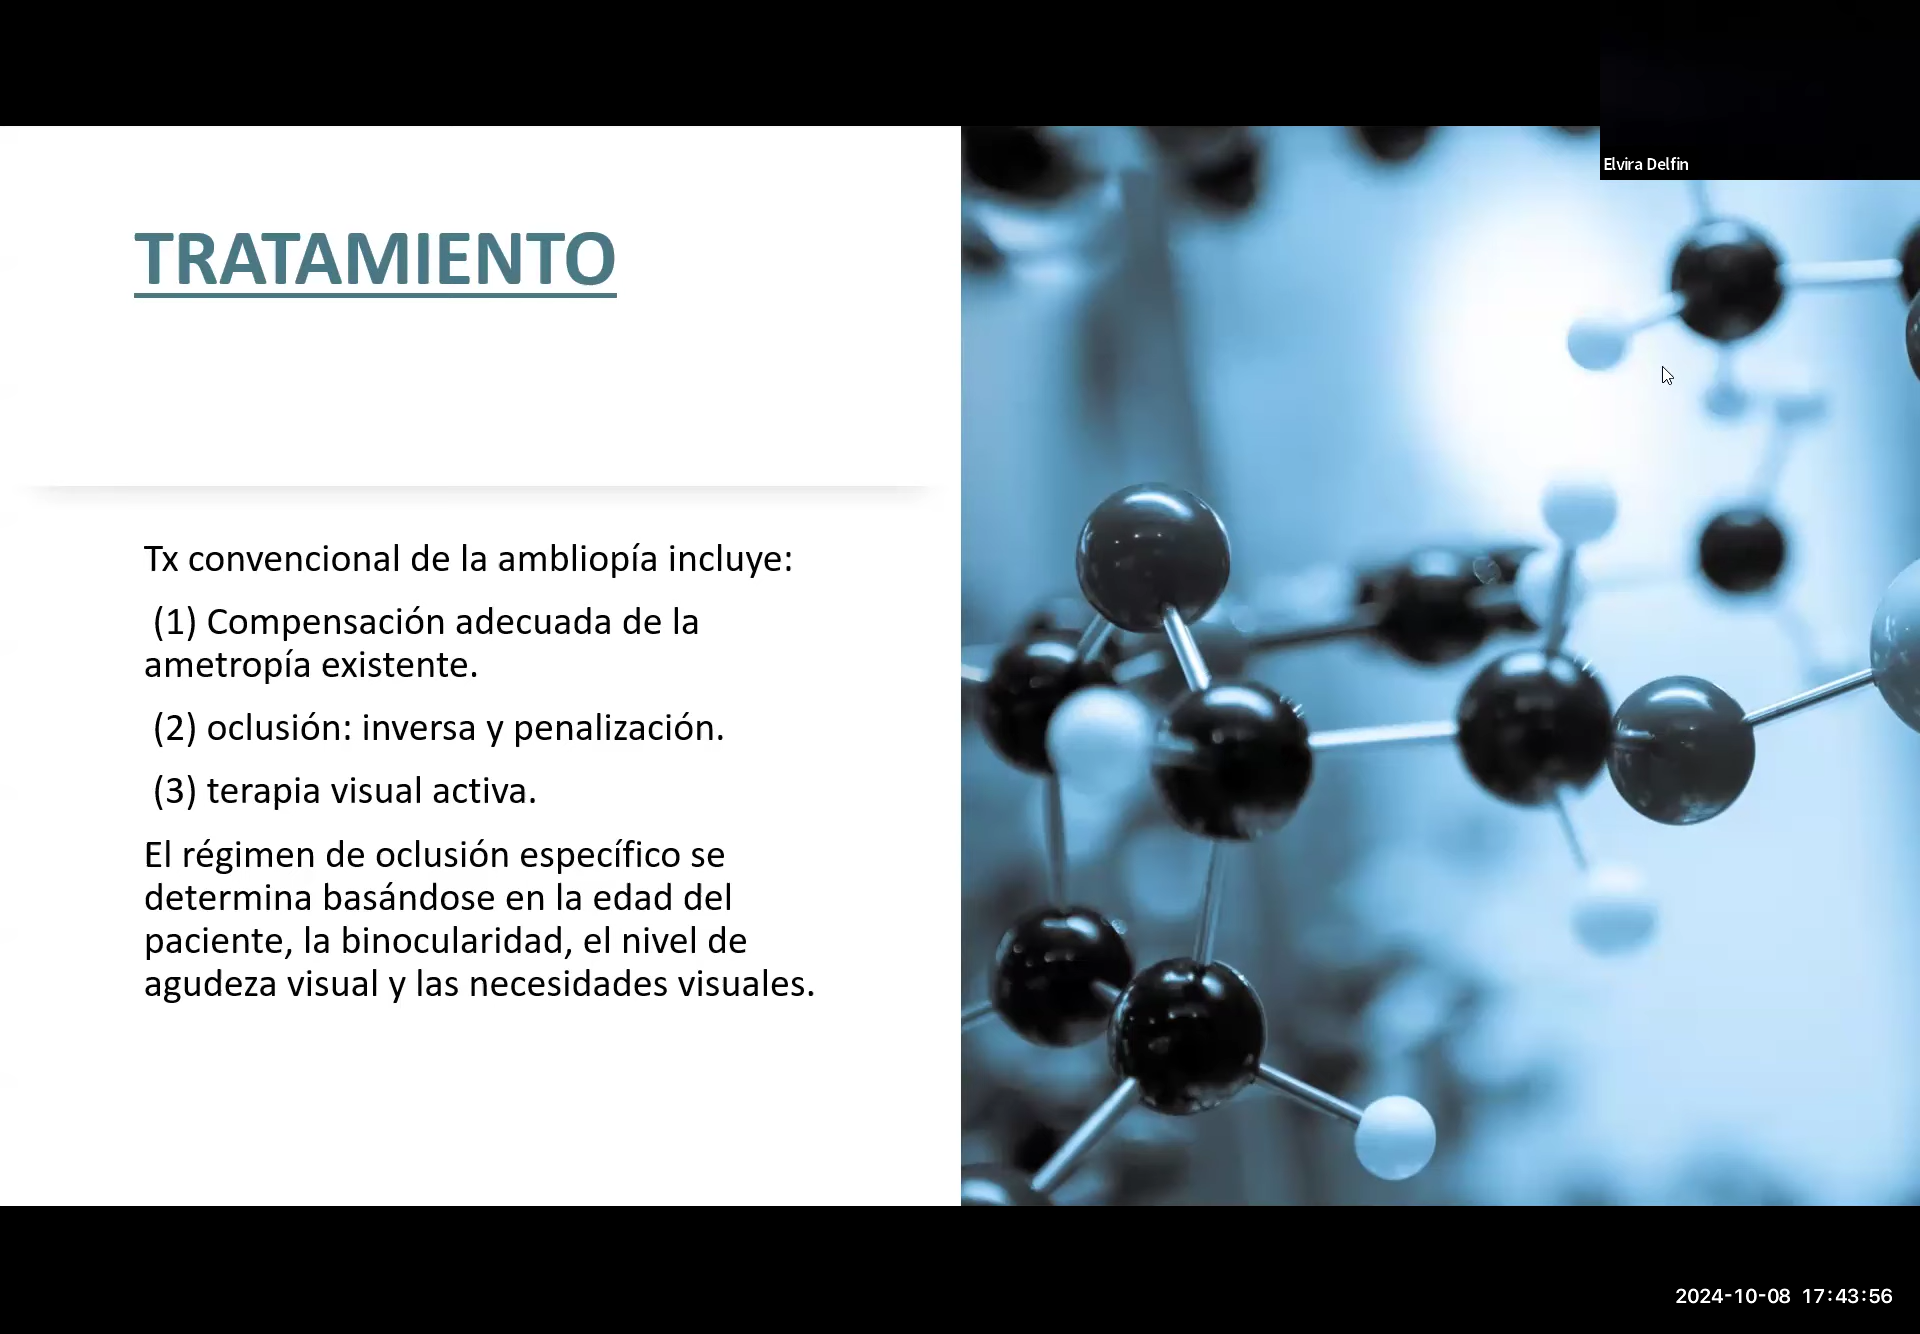 Elvira Delfin
TRATAMIENTO
Tx convencional de la ambliopía incluye:
(1) Compensación adecuada de la
ametropía existente.
(2) oclusión: inversa y penalización.
(3) terapia visual activa.
El régimen de oclusión específico se
determina basándose en la edad del
paciente, la binocularidad, el nivel de
agudeza visual y las necesidades visuales.
2024-10-08 17:43:56